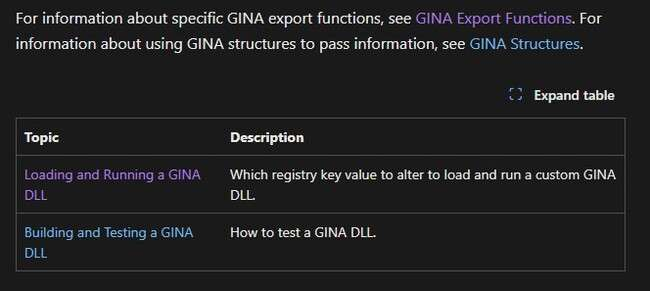 For information about specific GINA export functions, see GINA Export Functions. For
information about using GINA structures to pass information, see GINA Structures.
Expand table
Topic Description
Loading and Running a GINA Which registry key value to alter to load and run a custom GINA
DLL DLL.
Building and Testing a GINA How to test a GINA DLL.
DLL